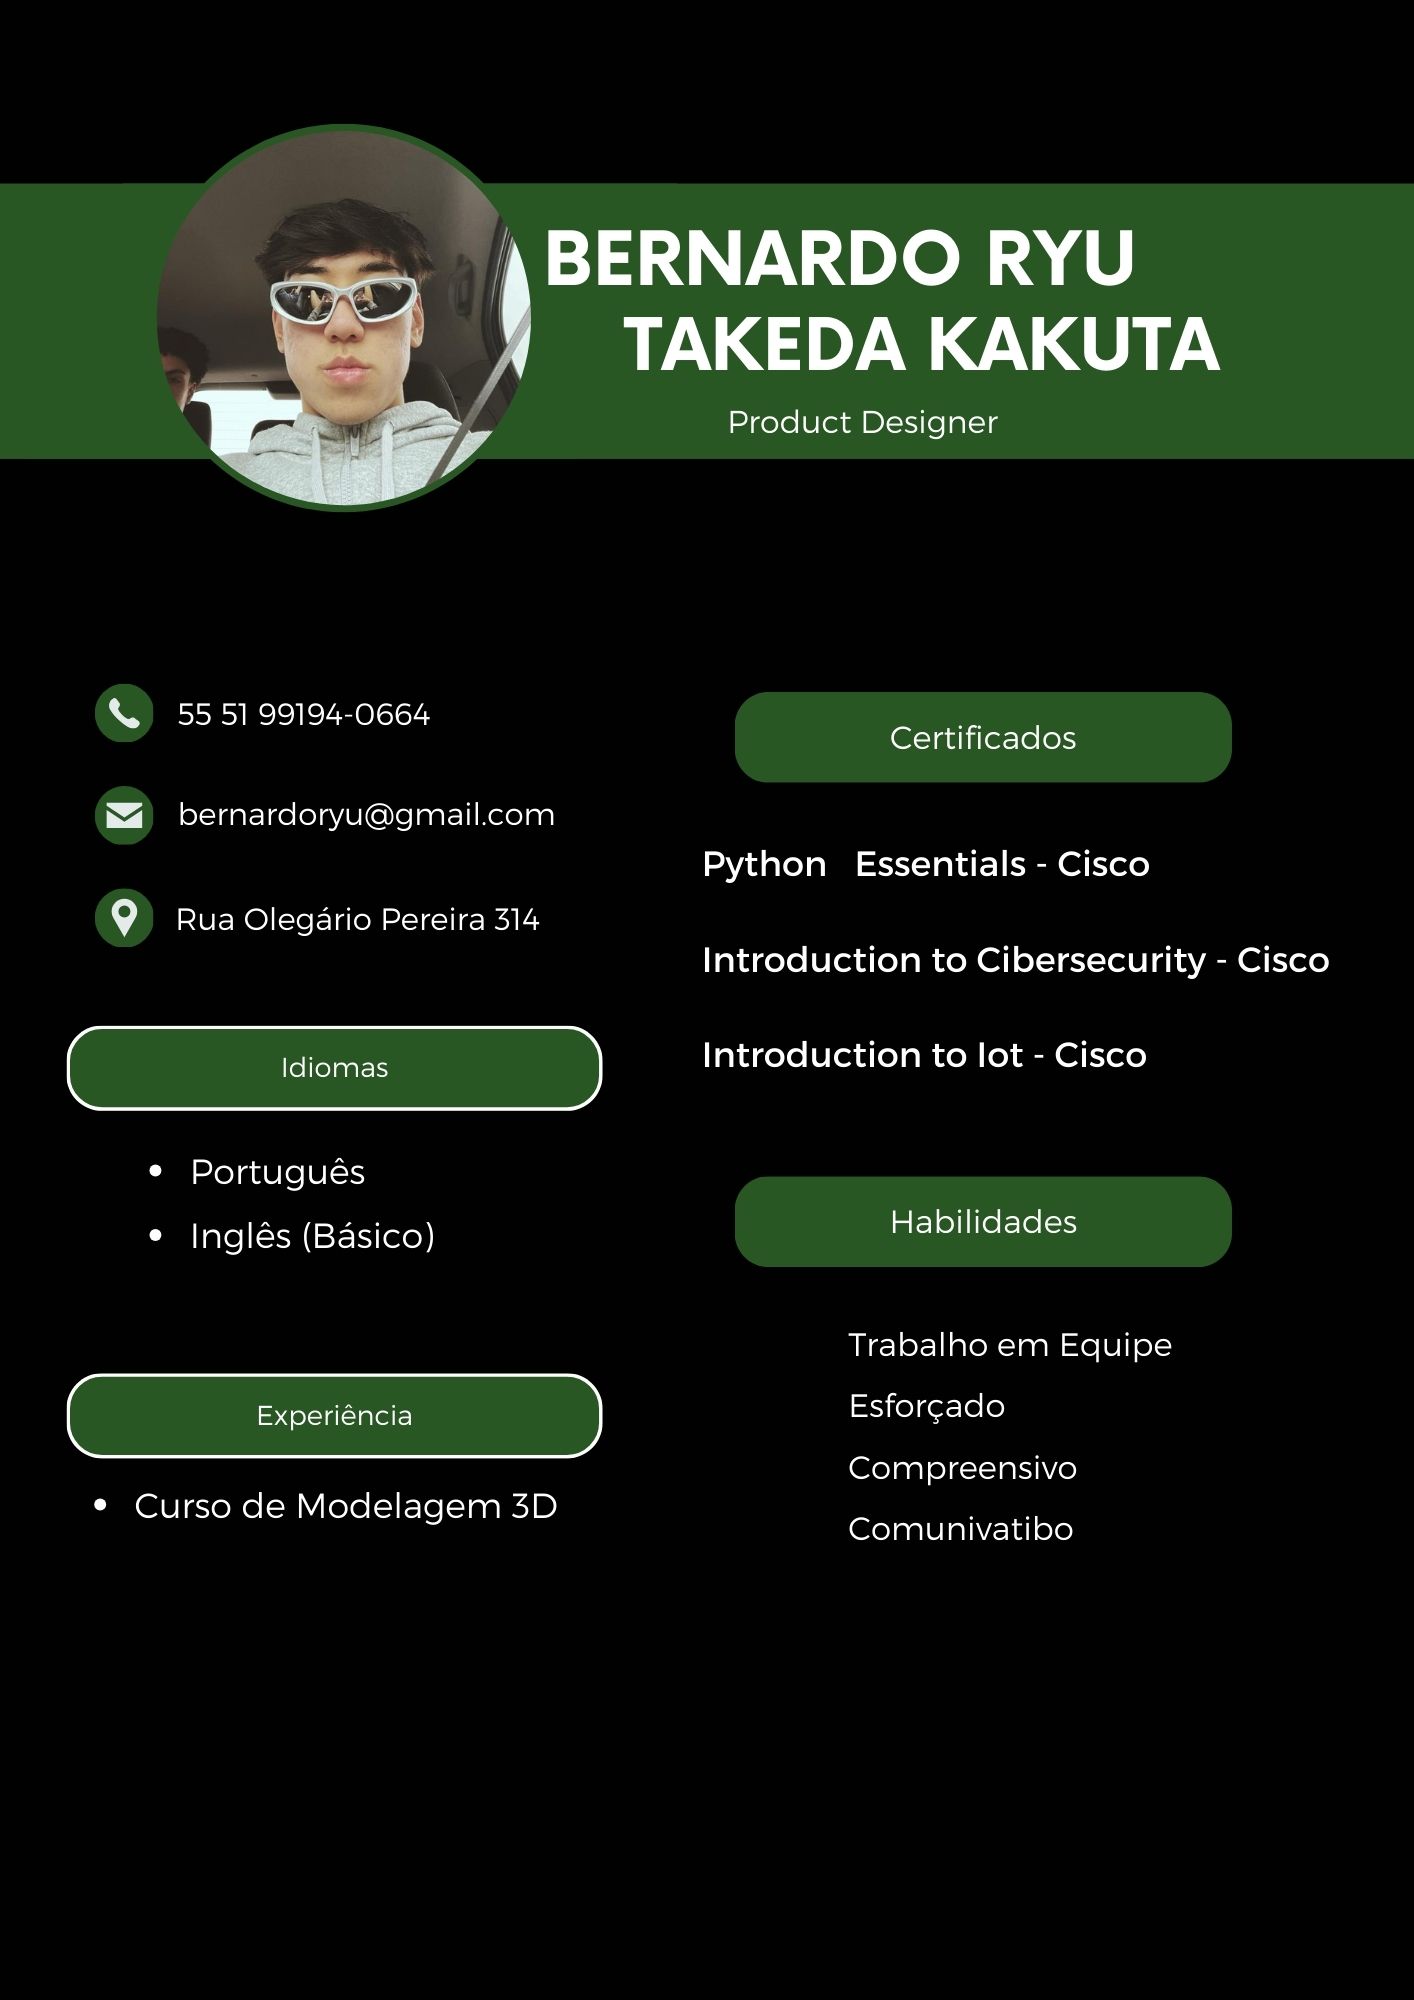 BERNARDO RYU
TAKEDA KAKUTA
Product Designer
55 51 99194-0664
bernardoryu@gmail.com
Rua Olegário Pereira 314
Idiomas
Português
Inglês (Básico)
Experiência
Curso de Modelagem 3D
Certificados
Python Essentials - Cisco
Introduction to Cibersecurity - Cisco
Introduction to Iot - Cisco
Habilidades
Trabalho em Equipe
Esforçado
Compreensivo
Comunivatibo